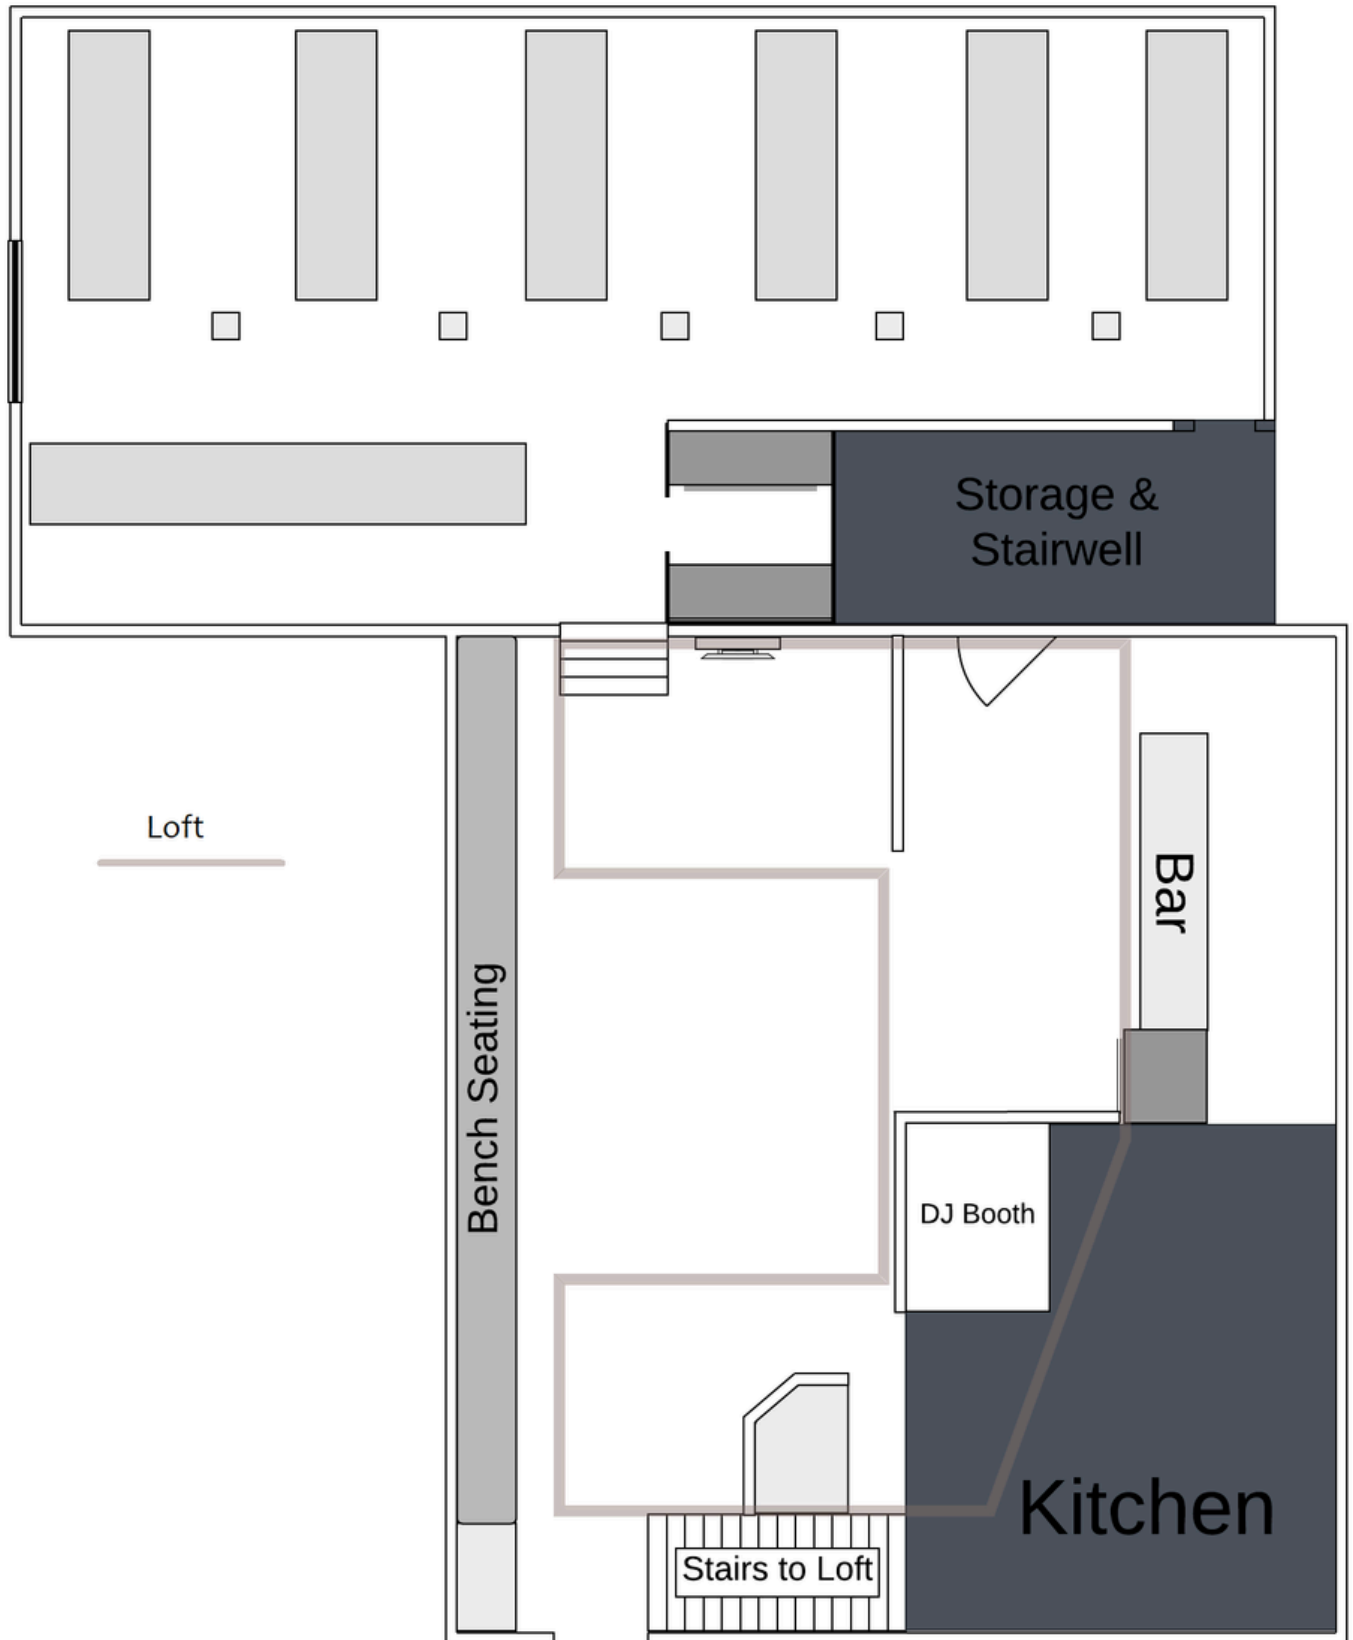 Storage &
Stairwell
Loft
Bar
Bench Seating
DJ Booth
Kitchen
Stairs to Loft